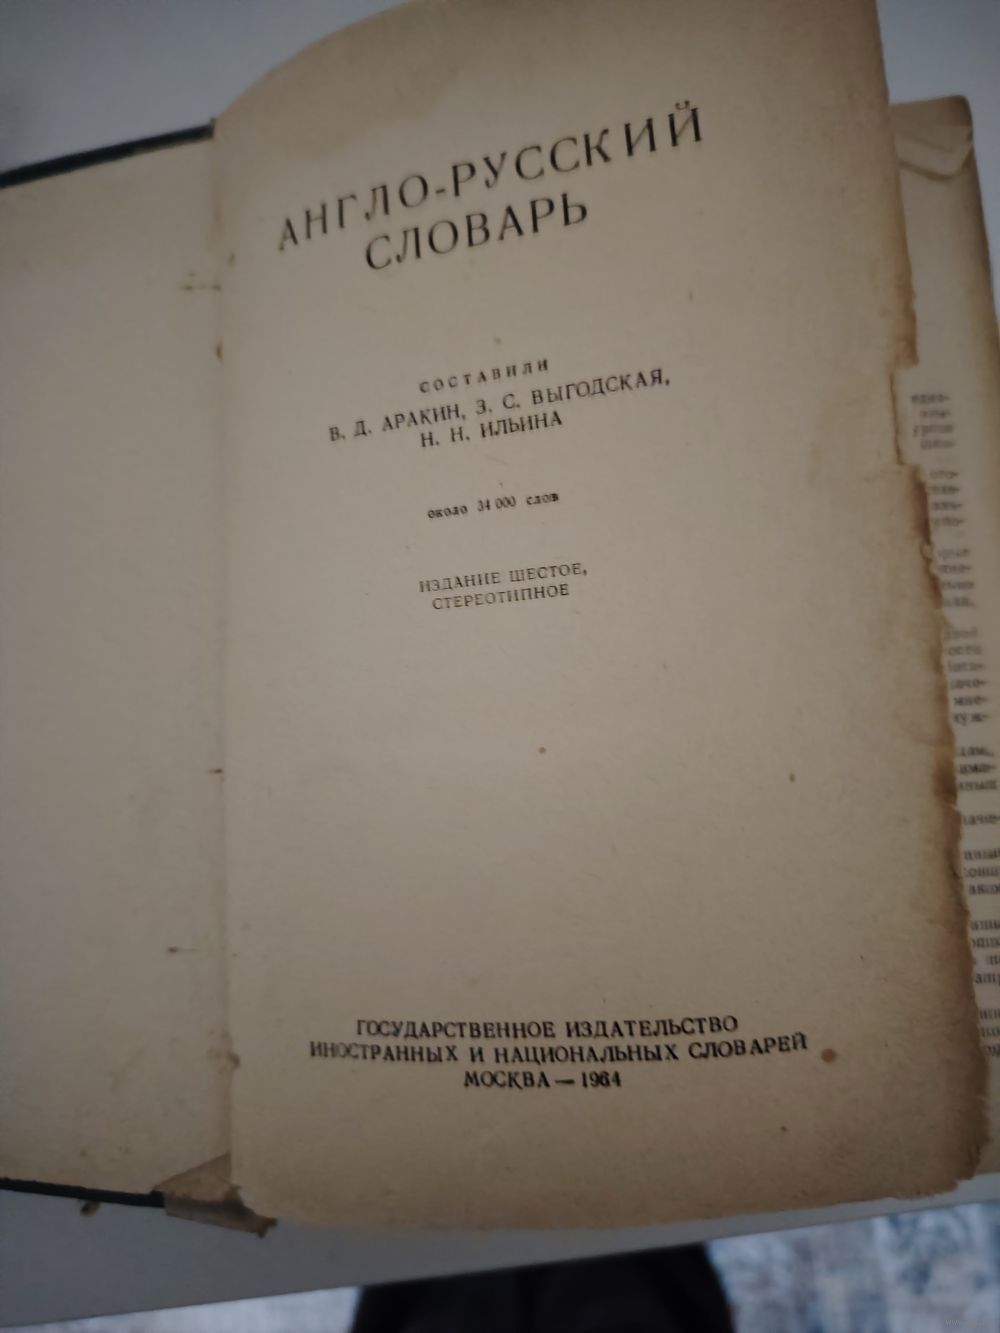 АНГЛО-РУССКИЙ
СЛОВАРЬ
СОСТАВИЛИ
В. Д. АРАКИН, З. С. ВЫГОДСКАЯ,
Н. Н. ИЛЬИНА
около 34 000 слов
ИЗДАНИЕ ШЕСТОЕ,
СТЕРЕОТИПНОЕ
ГОСУДАРСТВЕННОЕ ИЗДАТЕЛЬСТВО
ИНОСТРАННЫХ И НАЦИОНАЛЬНЫХ СЛОВАРЕЙ
МОСКВА — 1964